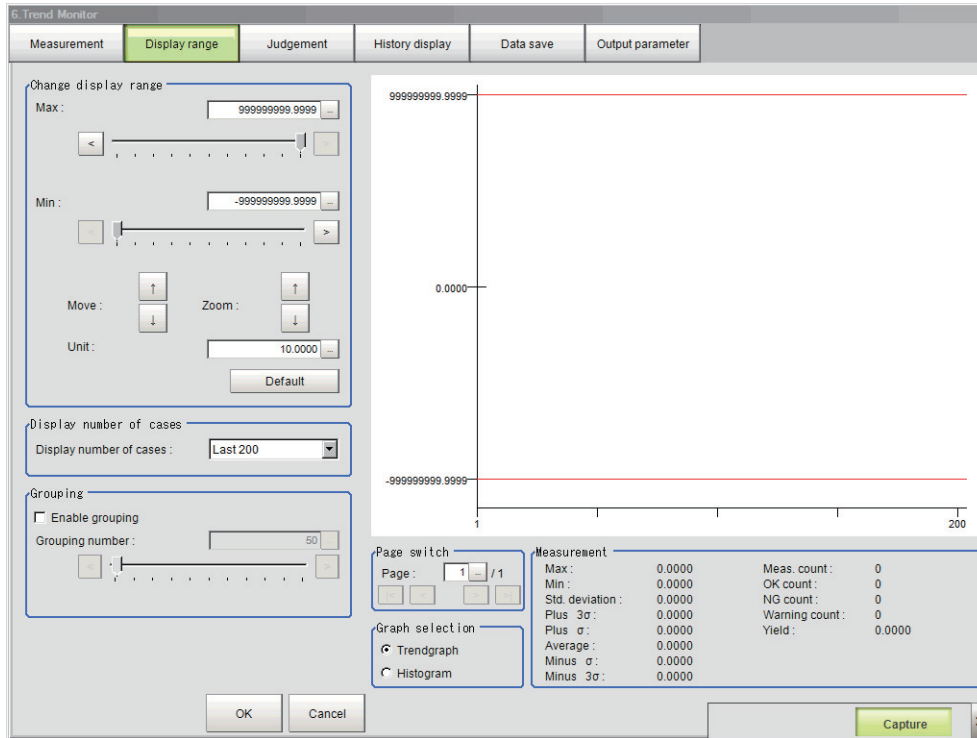 6.Trend Monitor
Measurement Display range Judgement History display Data save Output parameter
Change display range
Max : 999999999.9999 ...
<
>
Min : -999999999.9999 ...
<
>
Move : ↑ ↓ Zoom : ↑ ↓
Unit : 10.0000 ...
Default
Display number of cases
Display number of cases : Last 200
Grouping
Enable grouping
Grouping number : 50
< >
999999999.9999
0.0000
-999999999.9999
1 200
Page switch
Page : 1 ... / 1
|< < > >|
Graph selection
Trendgraph
Histogram
Measurement
Max : 0.0000 Meas. count : 0
Min : 0.0000 OK count : 0
Std. deviation : 0.0000 NG count : 0
Plus 3σ : 0.0000 Warning count : 0
Plus σ : 0.0000 Yield : 0.0000
Average : 0.0000
Minus σ : 0.0000
Minus 3σ : 0.0000
OK Cancel
Capture